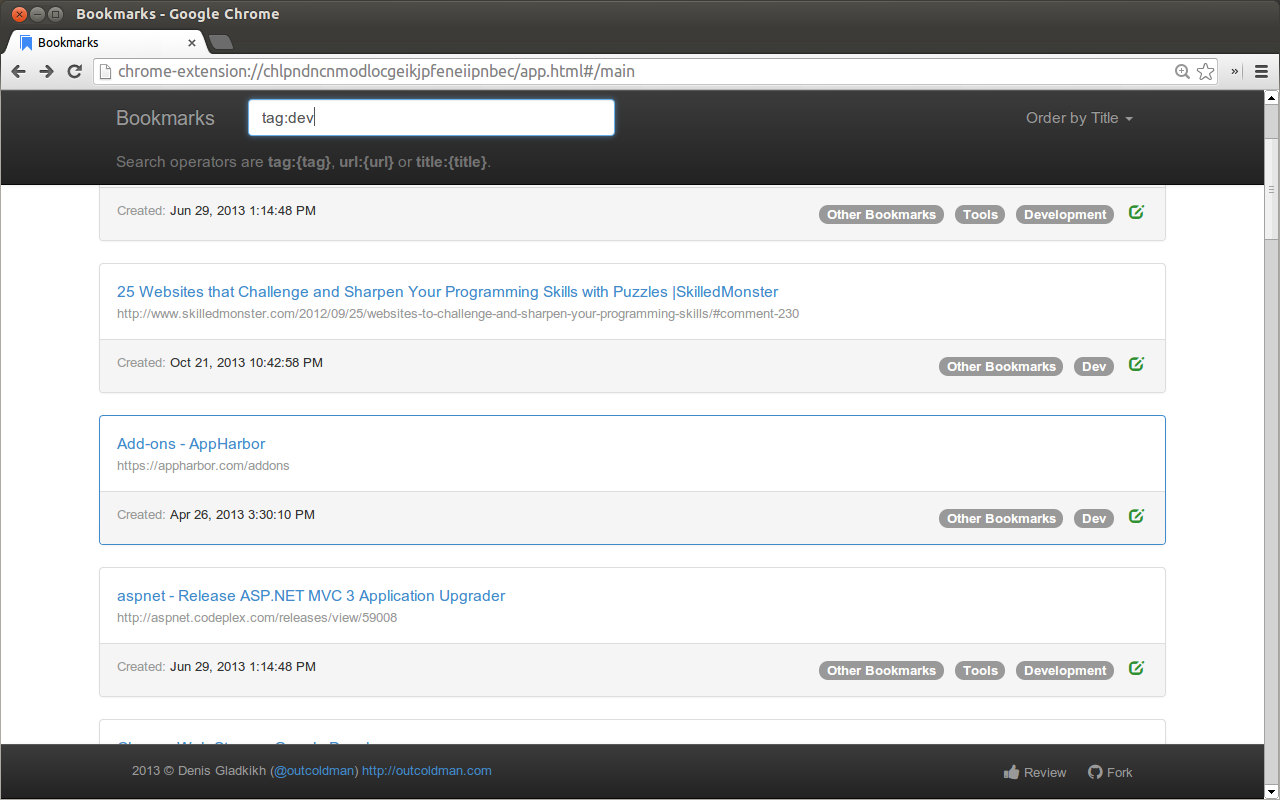 Bookmarks - Google Chrome
Bookmarks
chrome-extension://chlpndncnmodlocgeikjpfeneiipnbec/app.html#/main
Bookmarks tag:dev Order by Title
Search operators are tag:{tag}, url:{url} or title:{title}.
Created: Jun 29, 2013 1:14:48 PM Other Bookmarks Tools Development
25 Websites that Challenge and Sharpen Your Programming Skills with Puzzles |SkilledMonster
http://www.skilledmonster.com/2012/09/25/websites-to-challenge-and-sharpen-your-programming-skills/#comment-230
Created: Oct 21, 2013 10:42:58 PM Other Bookmarks Dev
Add-ons - AppHarbor
https://appharbor.com/addons
Created: Apr 26, 2013 3:30:10 PM Other Bookmarks Dev
aspnet - Release ASP.NET MVC 3 Application Upgrader
http://aspnet.codeplex.com/releases/view/59008
Created: Jun 29, 2013 1:14:48 PM Other Bookmarks Tools Development
2013 © Denis Gladkikh (@outcoldman) http://outcoldman.com Review Fork